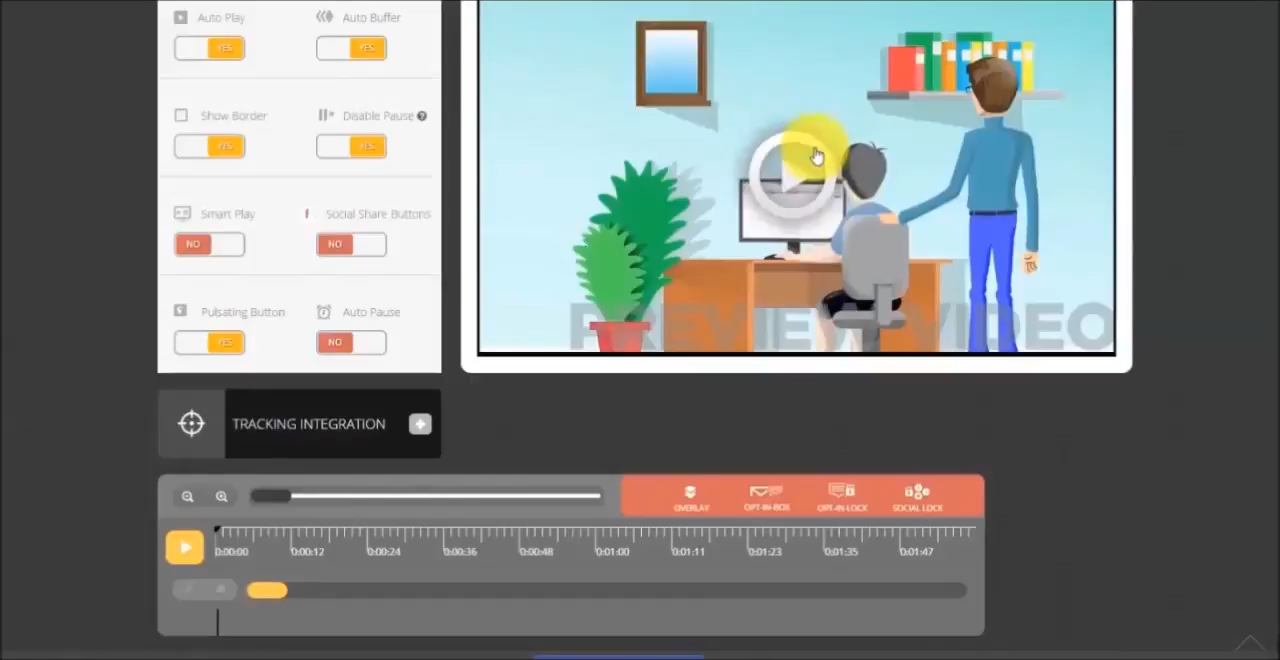 Auto Play
Auto Buffer
YES
YES
Show Border
Disable Pause ?
YES
YES
Smart Play
Social Share Buttons
NO
NO
Pulsating Button
Auto Pause
YES
NO
PREVIEW VIDEO
TRACKING INTEGRATION
OVERLAY
OPT-IN-BOX
OPT-IN-LOCK
SOCIAL LOCK
0:00:00
0:00:12
0:00:24
0:00:36
0:00:48
0:01:00
0:01:11
0:01:23
0:01:35
0:01:47